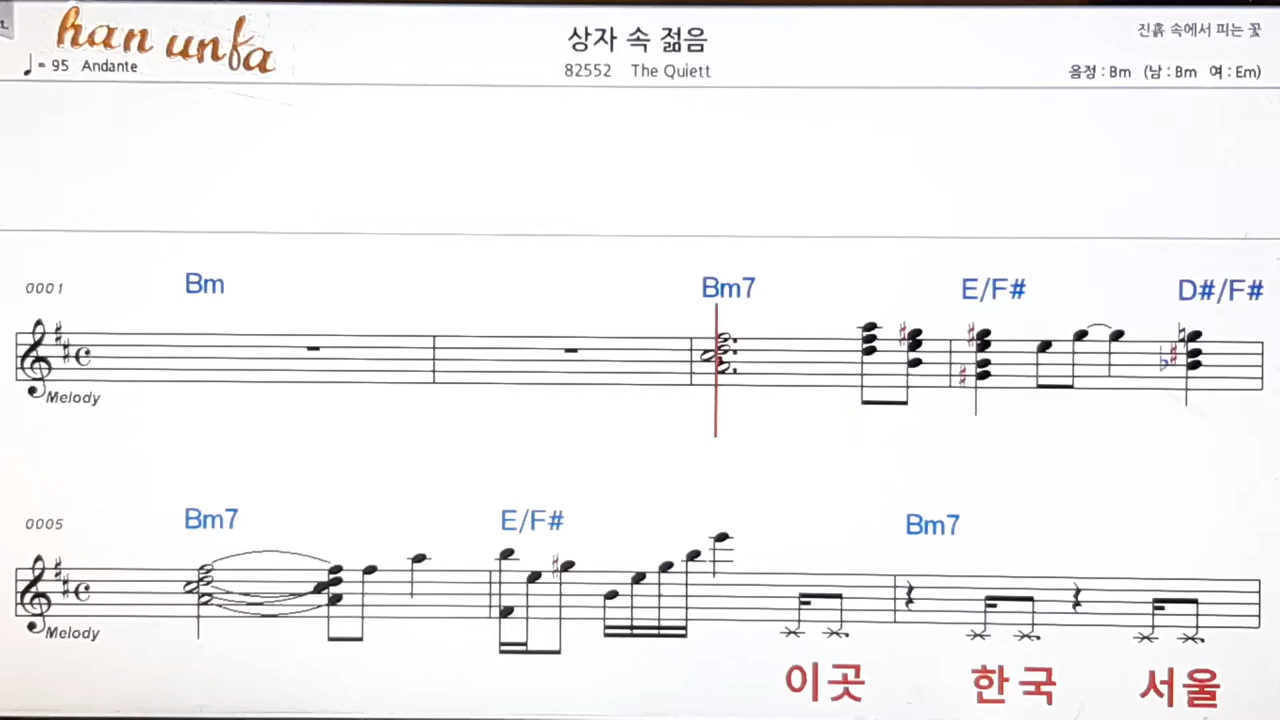 han unfa
상자 속 젊음
진흙 속에서 피는 꽃
♩= 95 Andante
82552 The Quiett
음정 : Bm (남 : Bm 여 : Em)
0001 Bm Bm7 E/F# D#/F#
Melody
0005 Bm7 E/F# Bm7
Melody
이곳 한국 서울